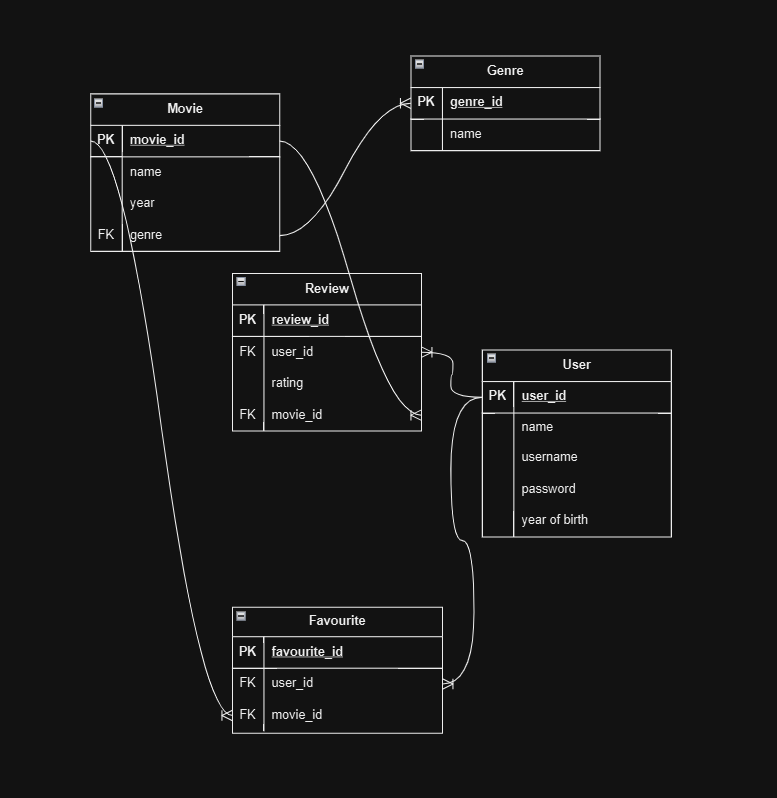 Movie
PK movie_id
name
year
FK genre
Genre
PK genre_id
name
Review
PK review_id
FK user_id
rating
FK movie_id
User
PK user_id
name
username
password
year of birth
Favourite
PK favourite_id
FK user_id
FK movie_id